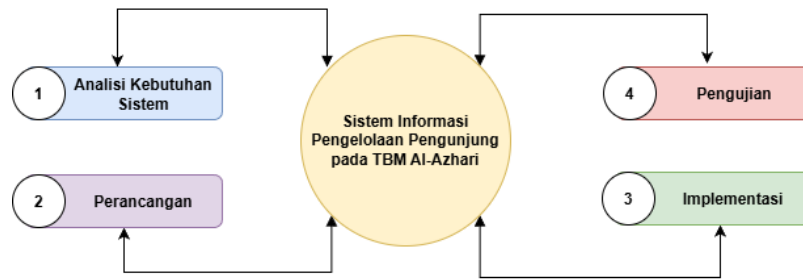 1
Analisi Kebutuhan
Sistem
2
Perancangan
Sistem Informasi
Pengelolaan Pengunjung
pada TBM Al-Azhari
4
Pengujian
3
Implementasi